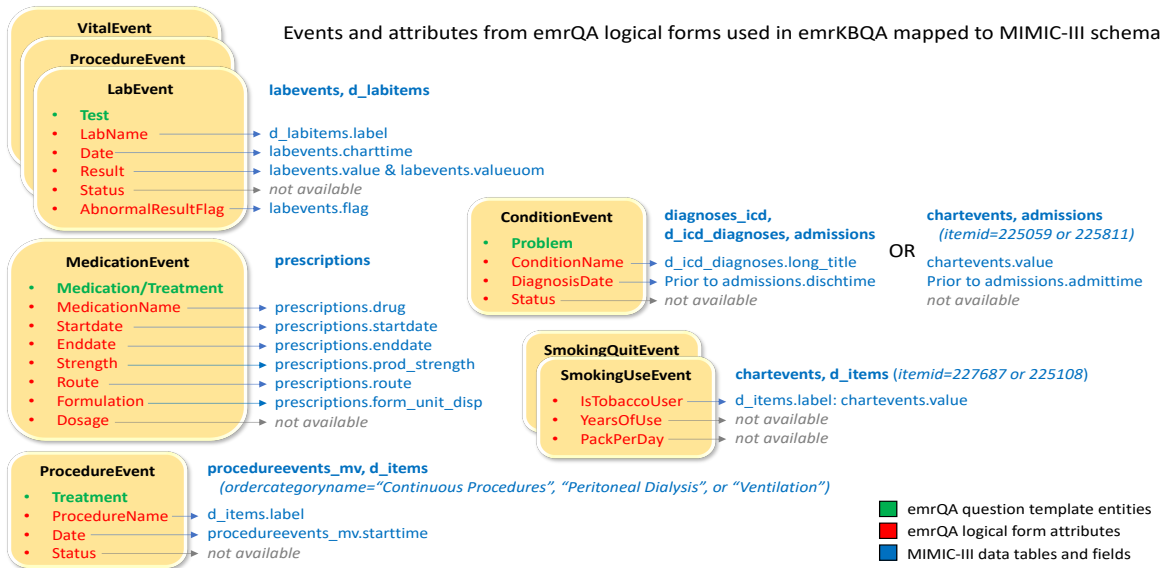 Events and attributes from emrQA logical forms used in emrKBQA mapped to MIMIC-III schema
VitalEvent
ProcedureEvent
LabEvent
labevents, d_labitems
• Test
• LabName d_labitems.label
• Date labevents.charttime
• Result labevents.value & labevents.valueuom
• Status not available
• AbnormalResultFlag labevents.flag
MedicationEvent
prescriptions
• Medication/Treatment
• MedicationName prescriptions.drug
• Startdate prescriptions.startdate
• Enddate prescriptions.enddate
• Strength prescriptions.prod_strength
• Route prescriptions.route
• Formulation prescriptions.form_unit_disp
• Dosage not available
ProcedureEvent
procedureevents_mv, d_items
(ordercategoryname="Continuous Procedures", "Peritoneal Dialysis", or "Ventilation")
• Treatment
• ProcedureName d_items.label
• Date procedureevents_mv.starttime
• Status not available
ConditionEvent
diagnoses_icd,
d_icd_diagnoses, admissions
OR
chartevents, admissions
(itemid=225059 or 225811)
• Problem
• ConditionName d_icd_diagnoses.long_title chartevents.value
• DiagnosisDate Prior to admissions.dischtime Prior to admissions.admittime
• Status not available not available
SmokingQuitEvent
SmokingUseEvent
chartevents, d_items (itemid=227687 or 225108)
• IsTobaccoUser d_items.label: chartevents.value
• YearsOfUse not available
• PackPerDay not available
emrQA question template entities
emrQA logical form attributes
MIMIC-III data tables and fields